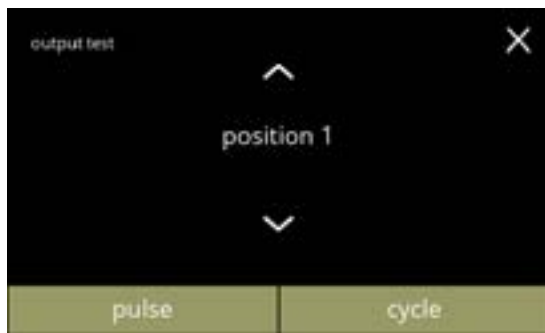 output test
position 1
pulse
cycle